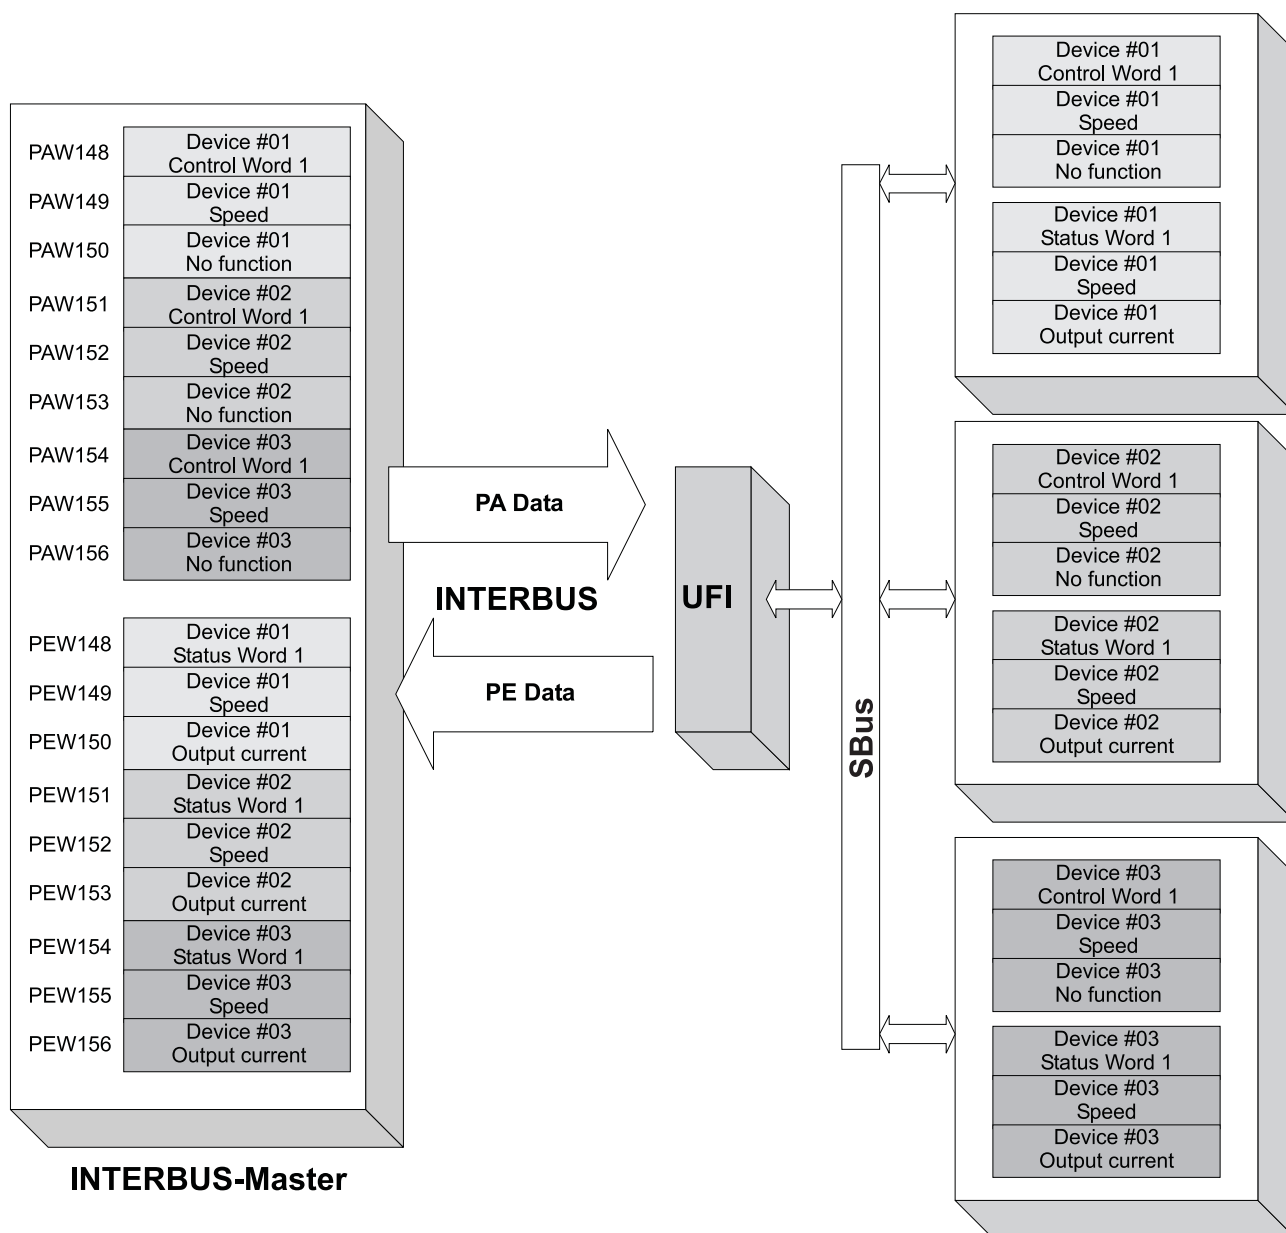 PAW148
Device #01
Control Word 1
PAW149
Device #01
Speed
PAW150
Device #01
No function
PAW151
Device #02
Control Word 1
PAW152
Device #02
Speed
PAW153
Device #02
No function
PAW154
Device #03
Control Word 1
PAW155
Device #03
Speed
PAW156
Device #03
No function
PEW148
Device #01
Status Word 1
PEW149
Device #01
Speed
PEW150
Device #01
Output current
PEW151
Device #02
Status Word 1
PEW152
Device #02
Speed
PEW153
Device #02
Output current
PEW154
Device #03
Status Word 1
PEW155
Device #03
Speed
PEW156
Device #03
Output current
INTERBUS-Master
PA Data
INTERBUS
PE Data
UFI
SBus
Device #01
Control Word 1
Device #01
Speed
Device #01
No function
Device #01
Status Word 1
Device #01
Speed
Device #01
Output current
Device #02
Control Word 1
Device #02
Speed
Device #02
No function
Device #02
Status Word 1
Device #02
Speed
Device #02
Output current
Device #03
Control Word 1
Device #03
Speed
Device #03
No function
Device #03
Status Word 1
Device #03
Speed
Device #03
Output current